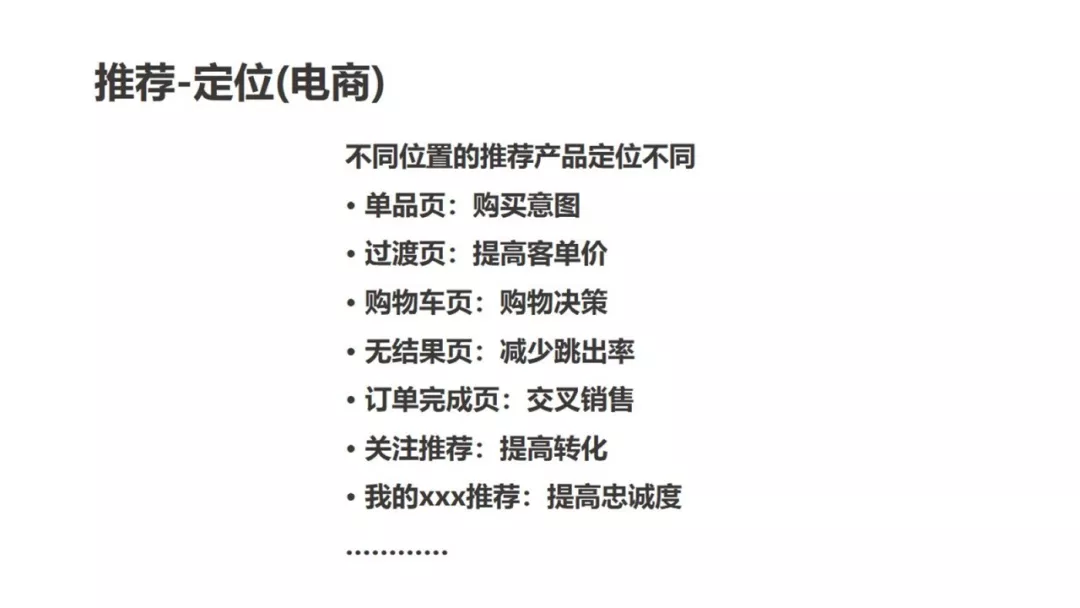 推荐-定位(电商)
不同位置的推荐产品定位不同
• 单品页：购买意图
• 过渡页：提高客单价
• 购物车页：购物决策
• 无结果页：减少跳出率
• 订单完成页：交叉销售
• 关注推荐：提高转化
• 我的xxx推荐：提高忠诚度
............